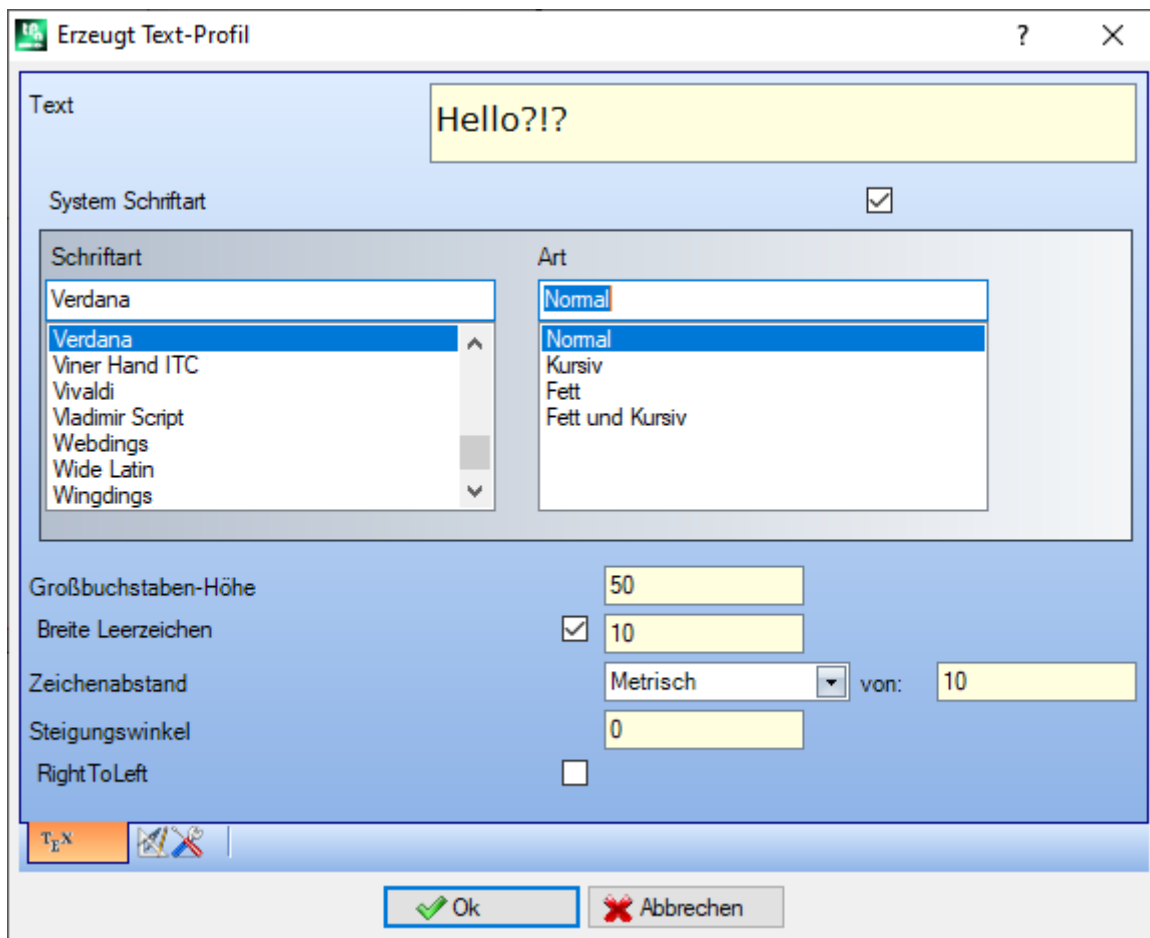 Erzeugt Text-Profil
Text
Hello?!?
System Schriftart
Schriftart Art
Verdana Normal
Verdana Normal
Viner Hand ITC Kursiv
Vivaldi Fett
Vladimir Script Fett und Kursiv
Webdings
Wide Latin
Wingdings
Großbuchstaben-Höhe 50
Breite Leerzeichen 10
Zeichenabstand Metrisch von: 10
Steigungswinkel 0
RightToLeft
TEX
Ok Abbrechen